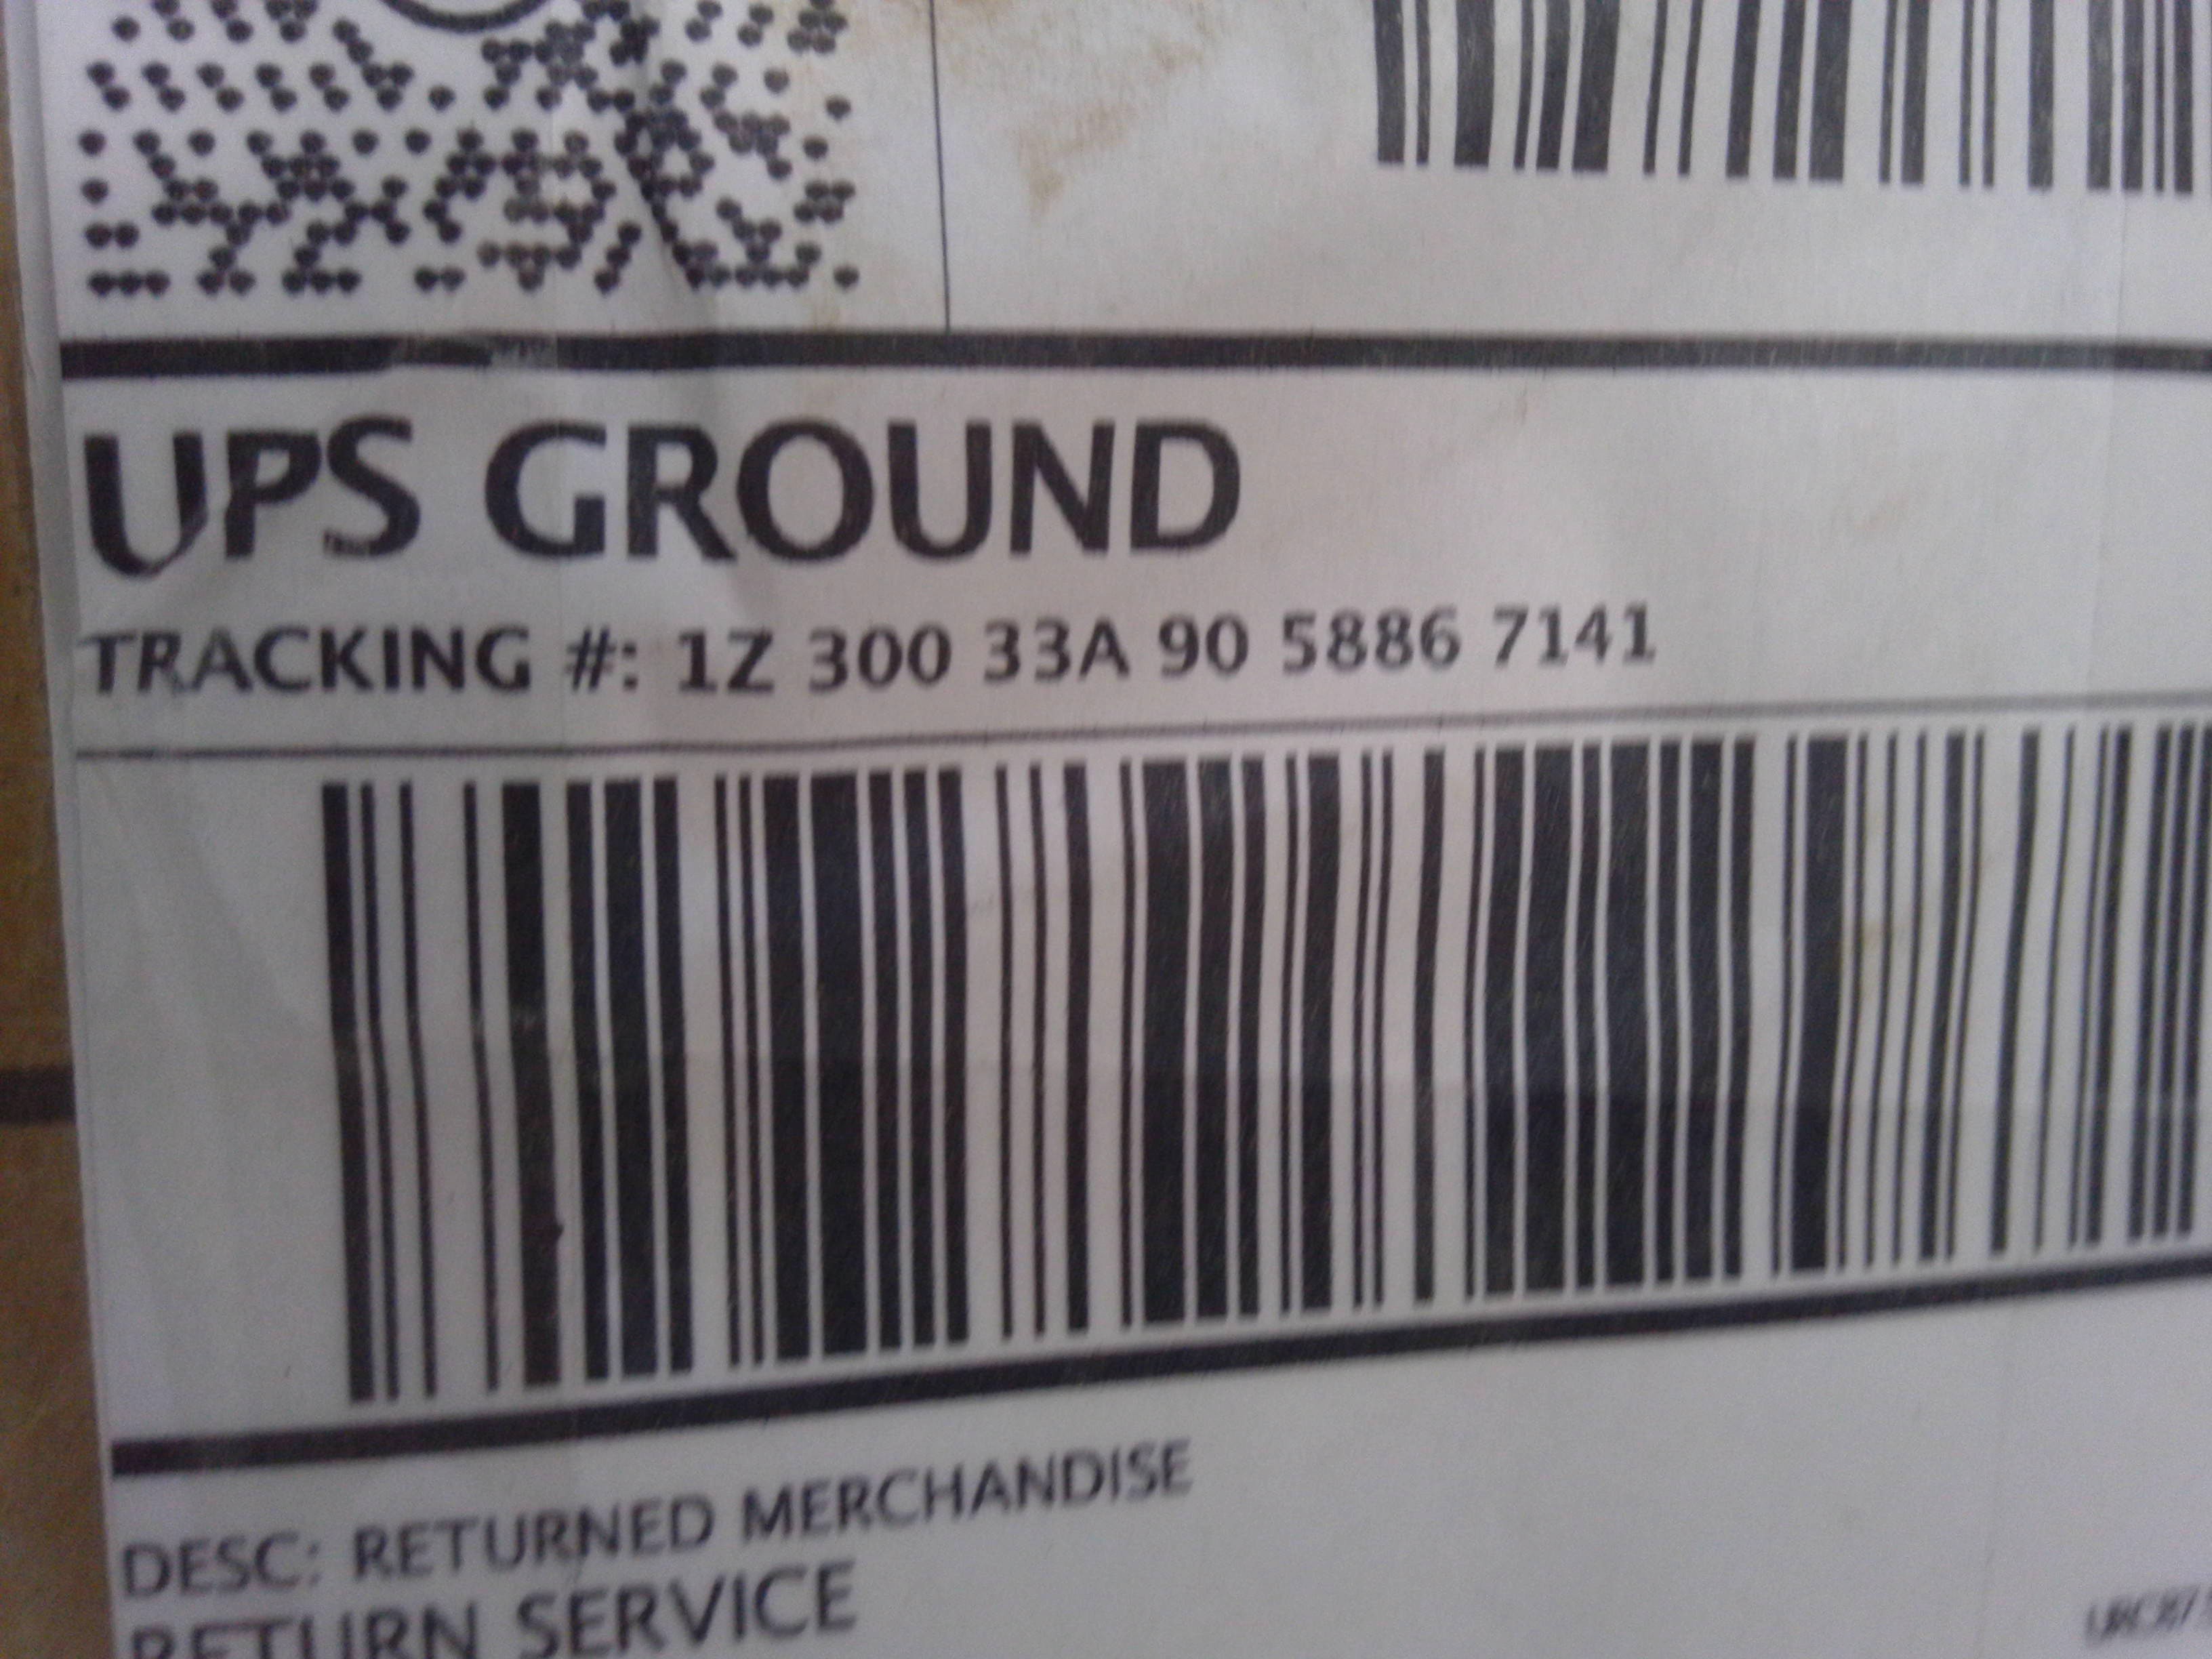 UPS GROUND
TRACKING #: 1Z 300 33A 90 5886 7141
DESC: RETURNED MERCHANDISE
RETURN SERVICE